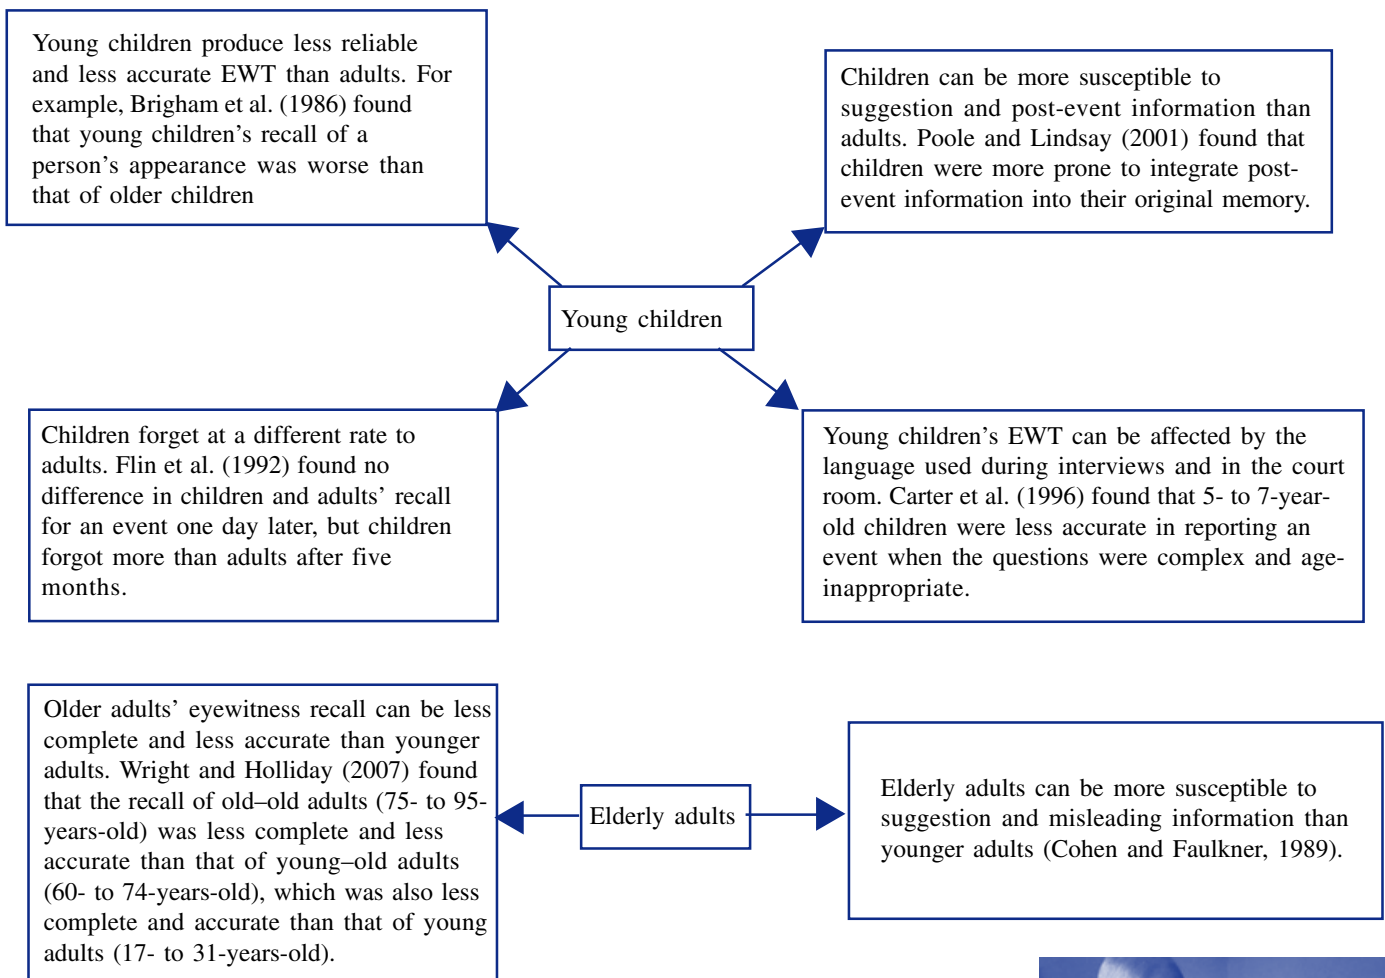 Young children produce less reliable
and less accurate EWT than adults. For
example, Brigham et al. (1986) found
that young children’s recall of a
person’s appearance was worse than
that of older children
Children can be more susceptible to
suggestion and post-event information than
adults. Poole and Lindsay (2001) found that
children were more prone to integrate post-
event information into their original memory.
Young children
Children forget at a different rate to
adults. Flin et al. (1992) found no
difference in children and adults’ recall
for an event one day later, but children
forgot more than adults after five
months.
Young children’s EWT can be affected by the
language used during interviews and in the court
room. Carter et al. (1996) found that 5- to 7-year-
old children were less accurate in reporting an
event when the questions were complex and age-
inappropriate.
Older adults’ eyewitness recall can be less
complete and less accurate than younger
adults. Wright and Holliday (2007) found
that the recall of old–old adults (75- to 95-
years-old) was less complete and less
accurate than that of young–old adults
(60- to 74-years-old), which was also less
complete and accurate than that of young
adults (17- to 31-years-old).
Elderly adults
Elderly adults can be more susceptible to
suggestion and misleading information than
younger adults (Cohen and Faulkner, 1989).